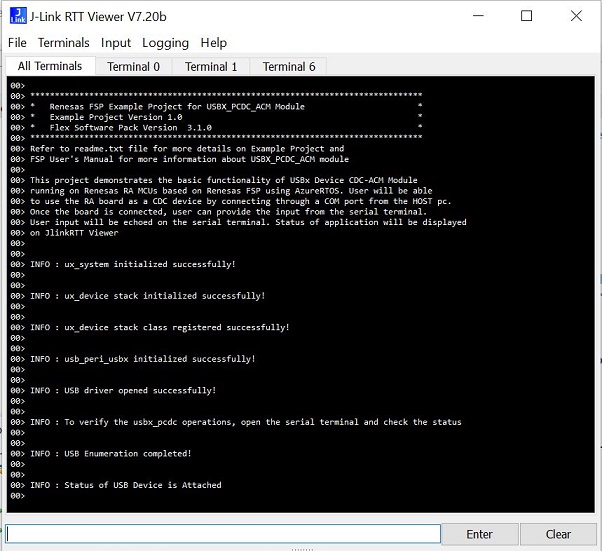 J-Link RTT Viewer V7.20b
File Terminals Input Logging Help
All Terminals Terminal 0 Terminal 1 Terminal 6
00>
00> *******************************************************************************
00> *   Renesas FSP Example Project for USBX_PCDC_ACM Module                       *
00> *   Example Project Version 1.0                                                *
00> *   Flex Software Pack Version  3.1.0                                          *
00> *******************************************************************************
00> Refer to readme.txt file for more details on Example Project and
00> FSP User's Manual for more information about USBX_PCDC_ACM module
00>
00> This project demonstrates the basic functionality of USBx Device CDC-ACM Module
00> running on Renesas RA MCUs based on Renesas FSP using AzureRTOS. User will be able
00> to use the RA board as a CDC device by connecting through a COM port from the HOST pc.
00> Once the board is connected, user can provide the input from the serial terminal.
00> User input will be echoed on the serial terminal. Status of application will be displayed
00> on JlinkRTT Viewer
00>
00>
00> INFO : ux_system initialized successfully!
00>
00>
00> INFO : ux_device stack initialized successfully!
00>
00>
00> INFO : ux_device stack class registered successfully!
00>
00>
00> INFO : usb_peri_usbx initialized successfully!
00>
00>
00> INFO : USB driver opened successfully!
00>
00>
00> INFO : To verify the usbx_pcdc operations, open the serial terminal and check the status
00>
00>
00> INFO : USB Enumeration completed!
00>
00>
00> INFO : Status of USB Device is Attached
00>
Enter Clear